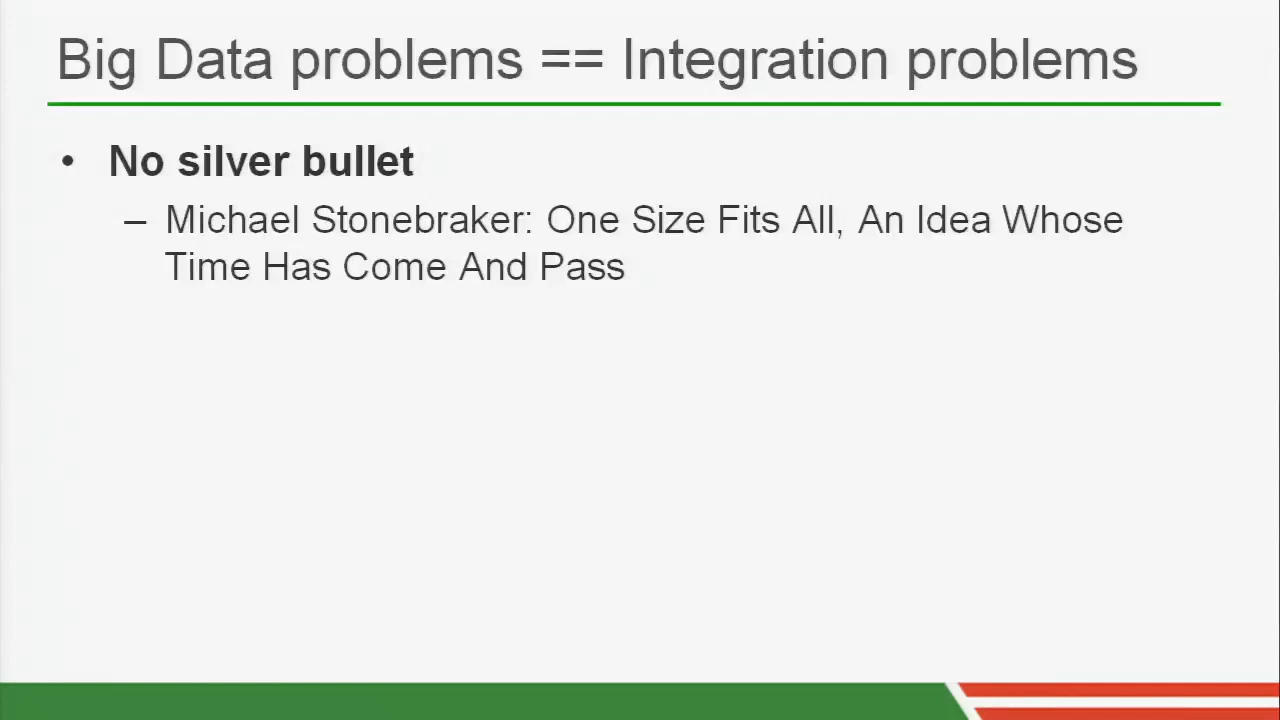 Big Data problems == Integration problems
• No silver bullet
– Michael Stonebraker: One Size Fits All, An Idea Whose
Time Has Come And Pass